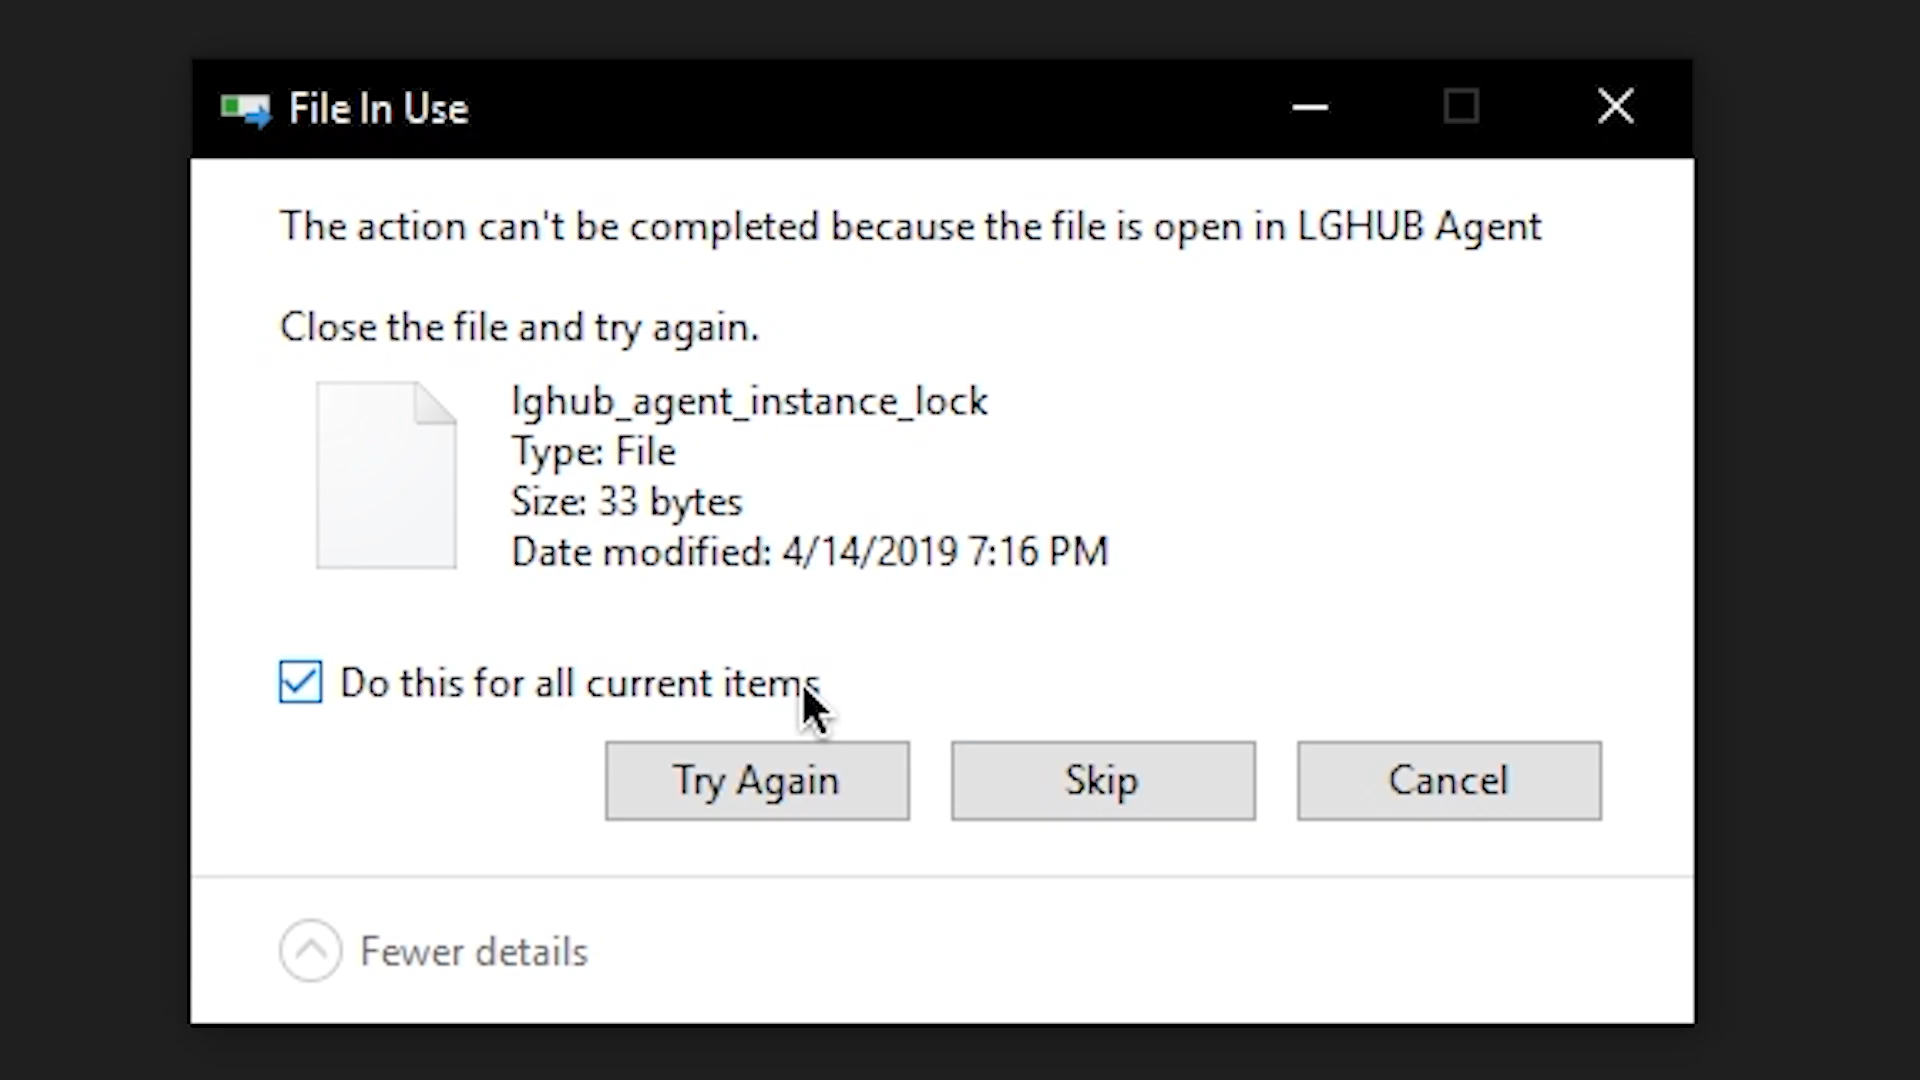 File In Use
The action can't be completed because the file is open in LGHUB Agent
Close the file and try again.
lghub_agent_instance_lock
Type: File
Size: 33 bytes
Date modified: 4/14/2019 7:16 PM
Do this for all current items
Try Again
Skip
Cancel
Fewer details